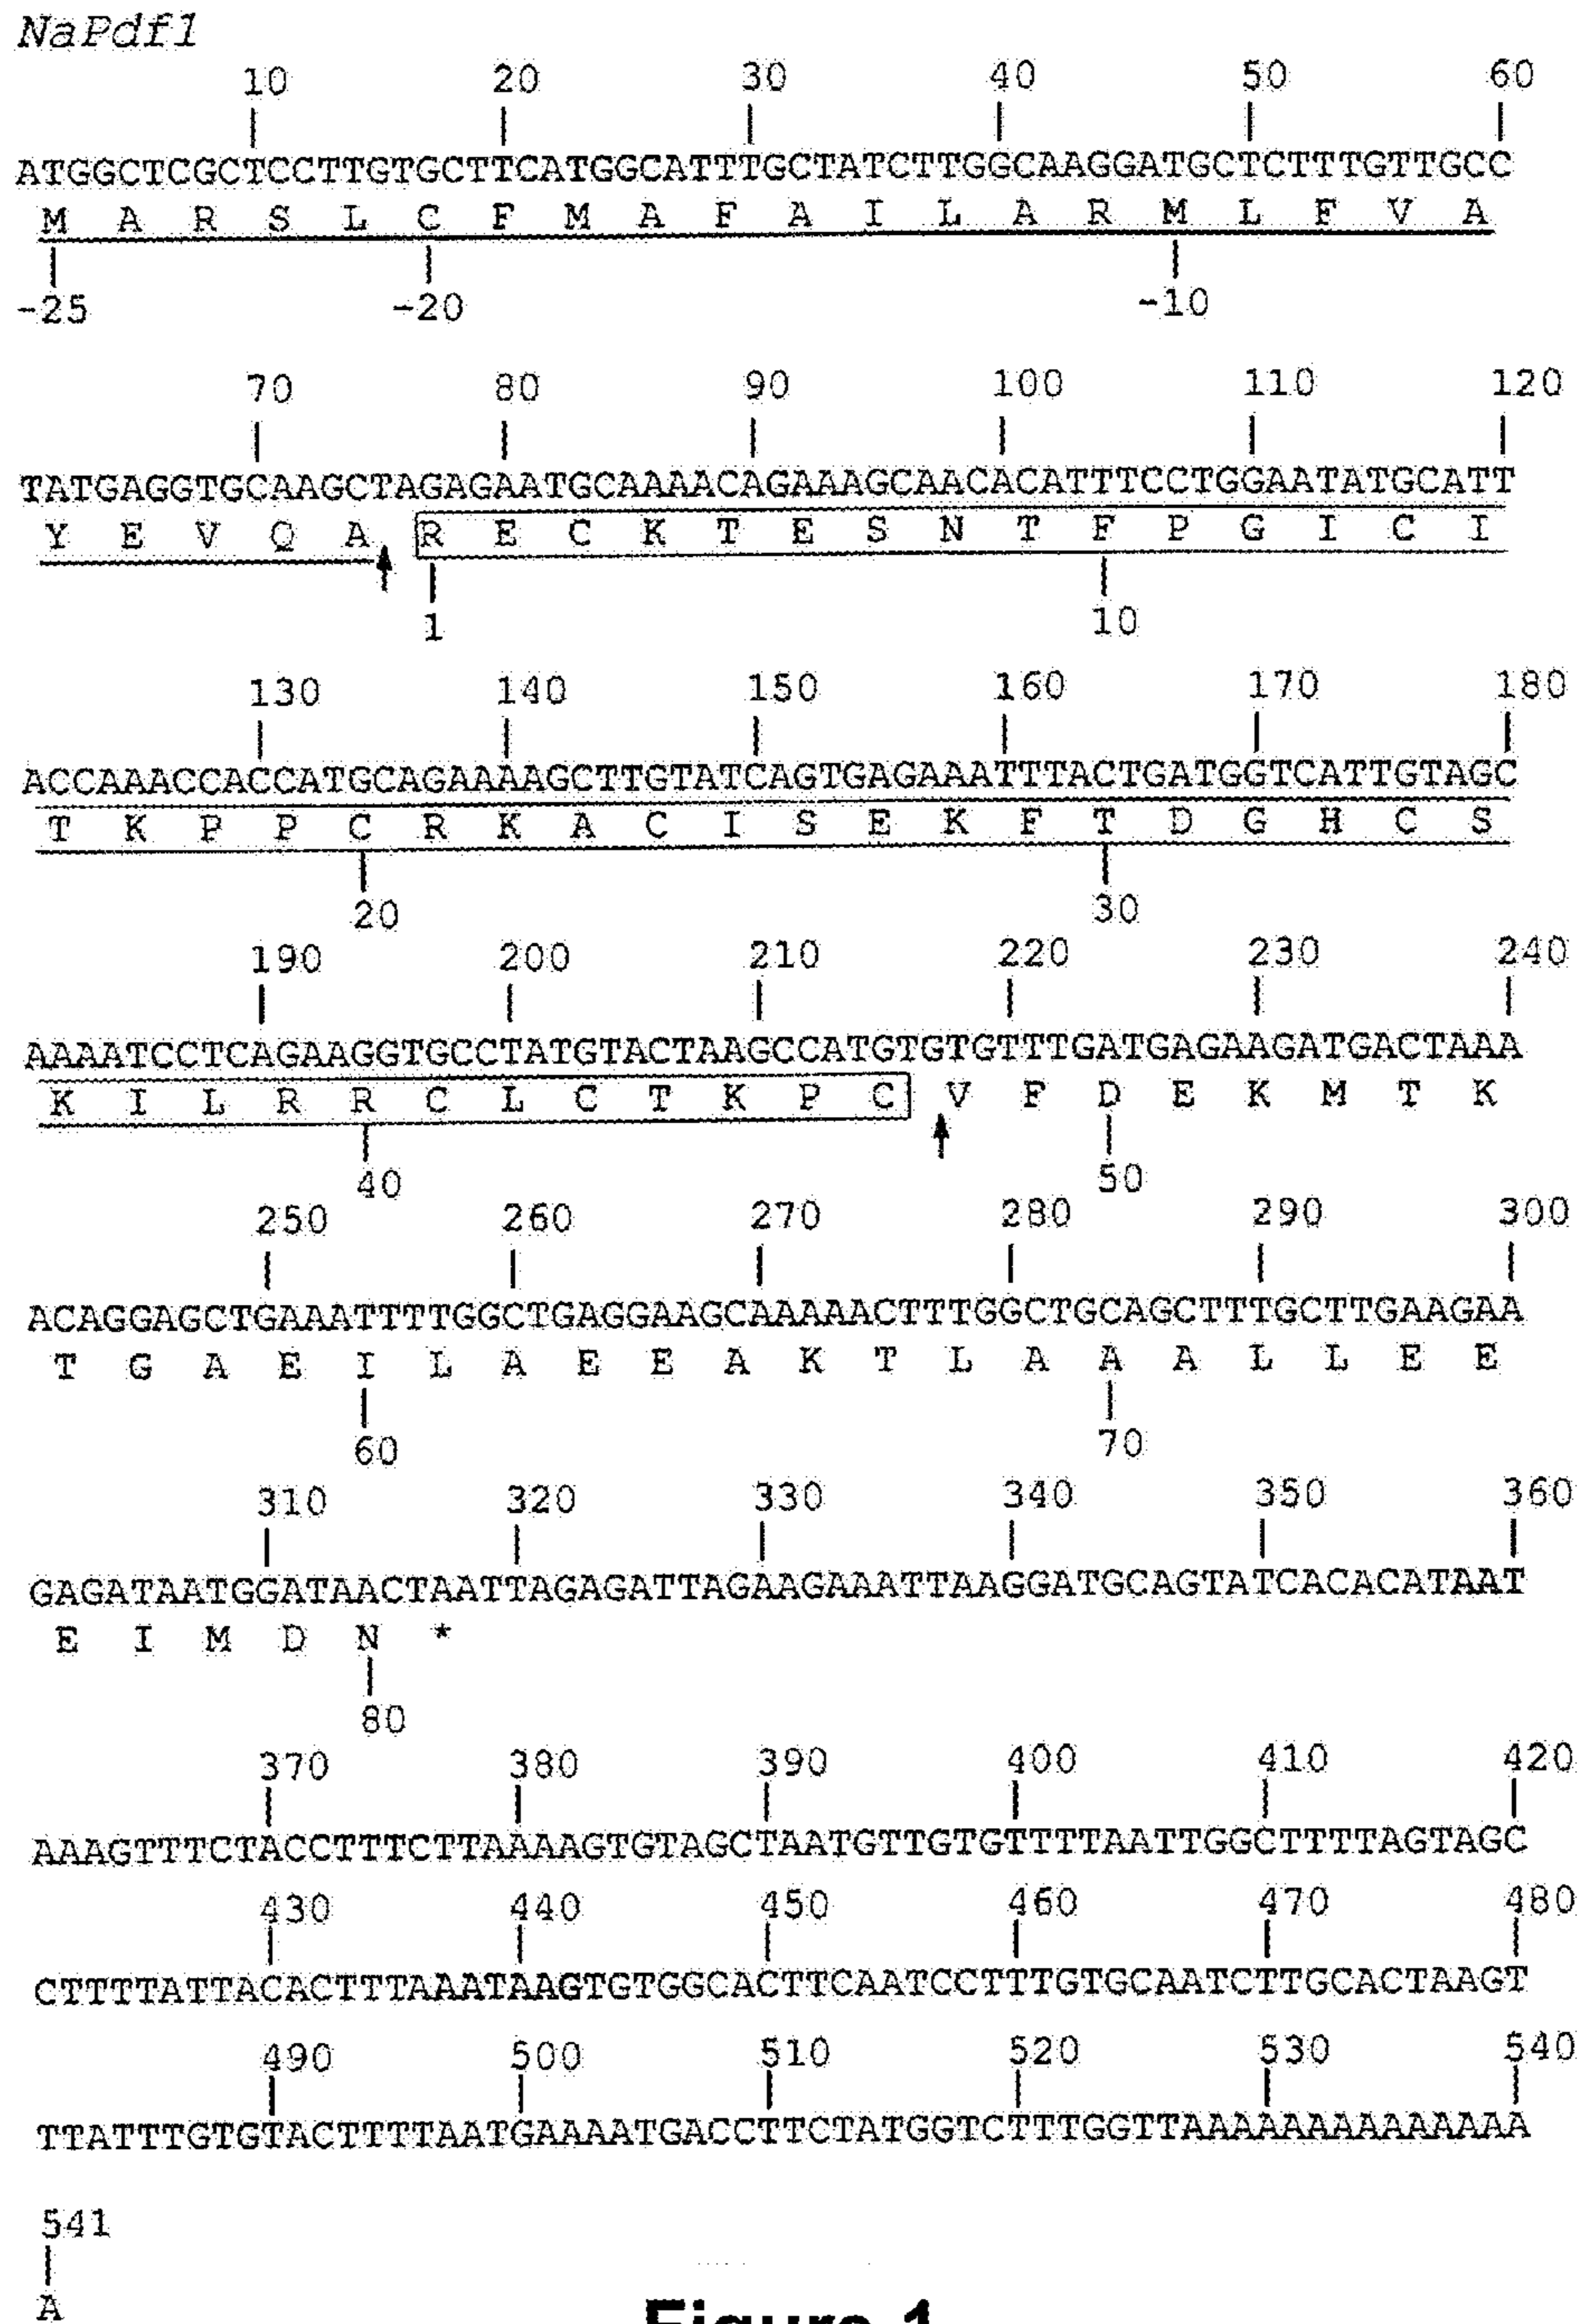 NaPdf1
10 20 30 40 50 60
ATGGCTCGCTCCTTGTGCTTCATGGCATTTGCTATCTTGGCAAGGATGCTCTTTGTTGCC
M A R S L C F M A F A I L A R M L F V A
-25 -20 -10
70 80 90 100 110 120
TATGAGGTGCAAGCTAGAGAATGCAAAACAGAAAGCAACACATTTCCTGGAATATGCATT
Y E V Q A R E C K T E S N T F P G I C I
1 10
130 140 150 160 170 180
ACCAAACCACCATGCAGAAAAGCTTGTATCAGTGAGAAATTTACTGATGGTCATTGTAGC
T K P P C R K A C I S E K F T D G H C S
20 30
190 200 210 220 230 240
AAAATCCTCAGAAGGTGCCTATGTACTAAGCCATGTGTGTTTGATGAGAAGATGACTAAA
K I L R R C L C T K P C V F D E K M T K
40 50
250 260 270 280 290 300
ACAGGAGCTGAAATTTTGGCTGAGGAAGCAAAAACTTTGGCTGCAGCTTTGCTTGAAGAA
T G A E I L A E E A K T L A A A L L E E
60 70
310 320 330 340 350 360
GAGATAATGGATAACTAATTAGAGATTAGAAGAAATTAAGGATGCAGTATCACACATAAT
E I M D N *
80
370 380 390 400 410 420
AAAGTTTCTACCTTTCTTAAAAGTGTAGCTAATGTTGTGTTTTAATTGGCTTTTAGTAGC
430 440 450 460 470 480
CTTTTATTACACTTTAAATAAGTGTGGCACTTCAATCCTTTGTGCAATCTTGCACTAAGT
490 500 510 520 530 540
TTATTTGTGTACTTTTAATGAAAATGACCTTCTATGGTCTTTGGTTAAAAAAAAAAAAAA
541
A
Figure 1